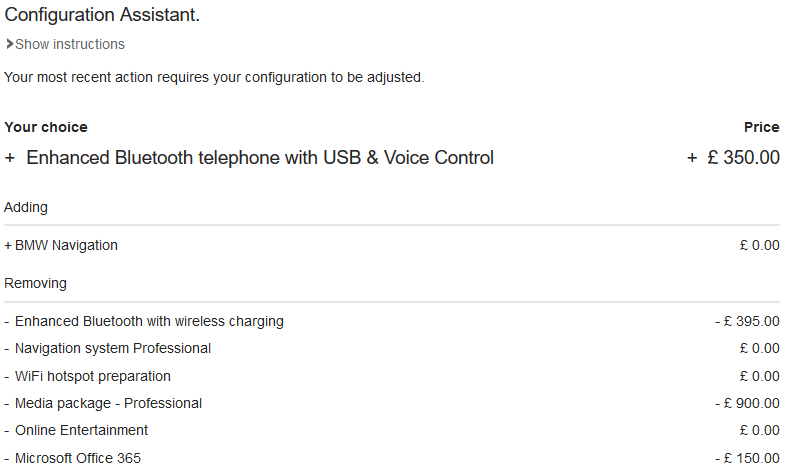 Configuration Assistant.
Show instructions
Your most recent action requires your configuration to be adjusted.
Your choice Price
+ Enhanced Bluetooth telephone with USB & Voice Control + £ 350.00
Adding
+ BMW Navigation £ 0.00
Removing
- Enhanced Bluetooth with wireless charging - £ 395.00
- Navigation system Professional £ 0.00
- WiFi hotspot preparation £ 0.00
- Media package - Professional - £ 900.00
- Online Entertainment £ 0.00
- Microsoft Office 365 - £ 150.00